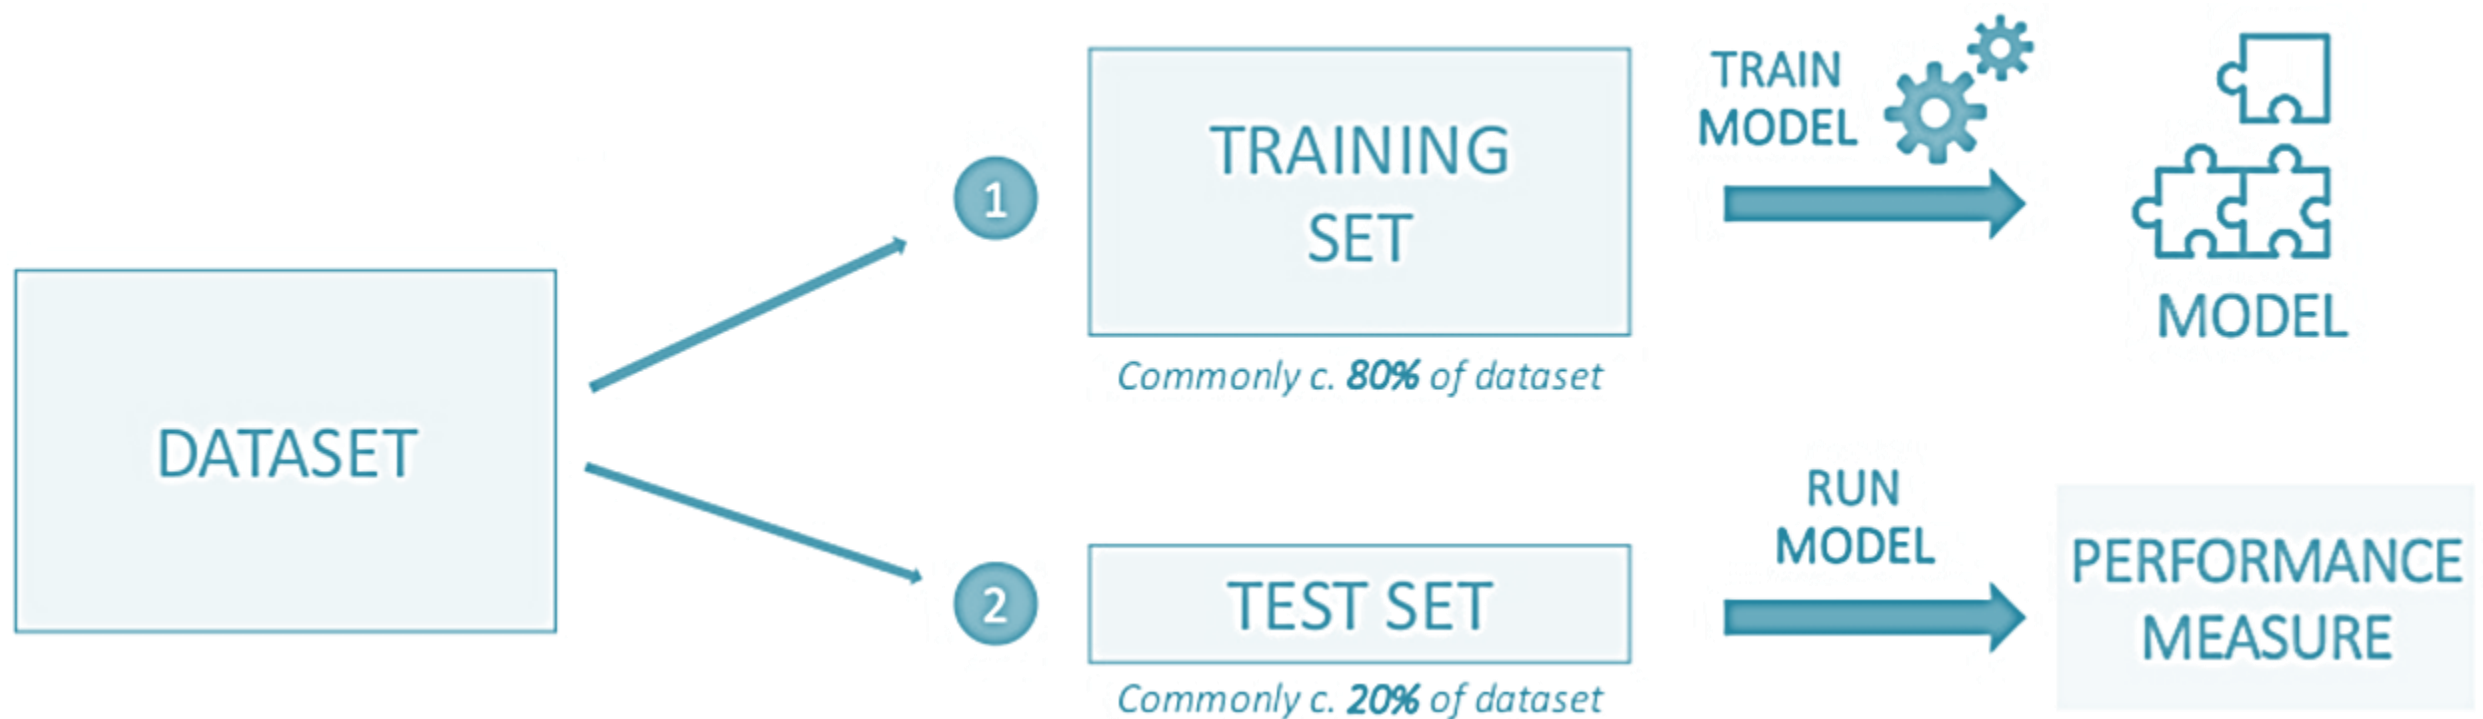 DATASET
1
TRAINING
SET
Commonly c. 80% of dataset
TRAIN
MODEL
MODEL
2
TEST SET
Commonly c. 20% of dataset
RUN
MODEL
PERFORMANCE
MEASURE